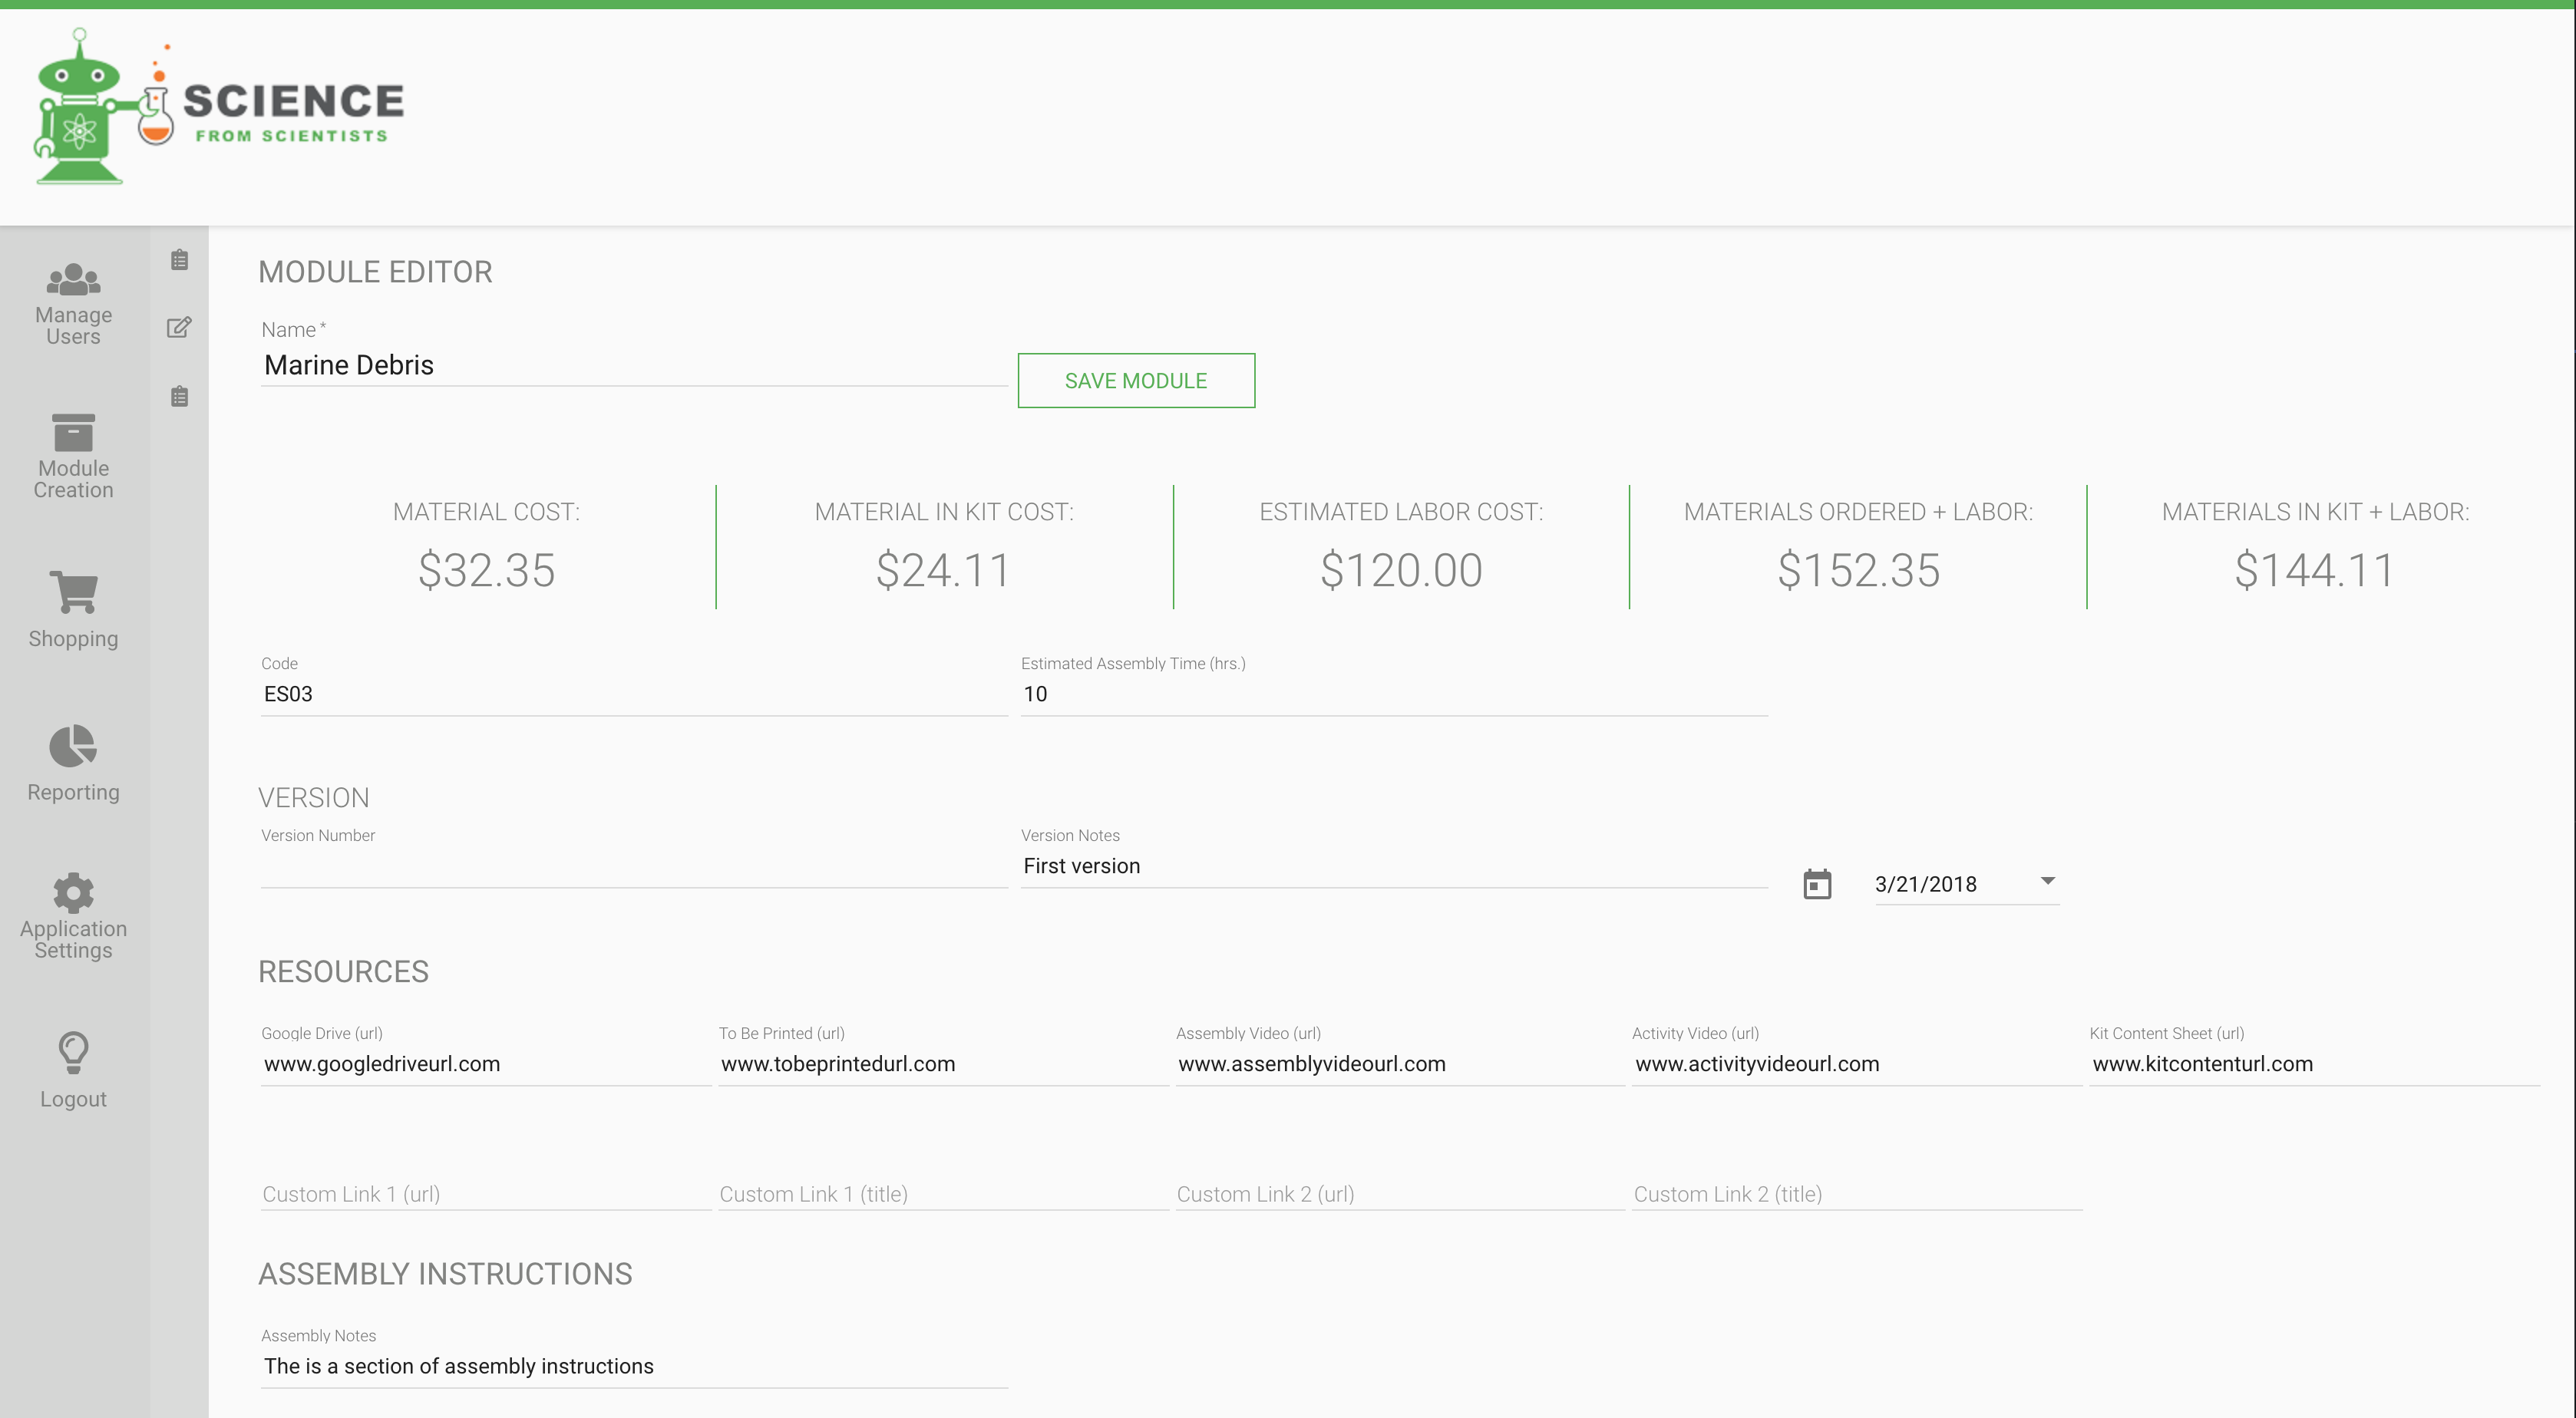 SCIENCE
FROM SCIENTISTS
Manage
Users
Module
Creation
Shopping
Reporting
Application
Settings
Logout
MODULE EDITOR
Name *
Marine Debris
SAVE MODULE
MATERIAL COST: MATERIAL IN KIT COST: ESTIMATED LABOR COST: MATERIALS ORDERED + LABOR: MATERIALS IN KIT + LABOR:
$32.35 $24.11 $120.00 $152.35 $144.11
Code Estimated Assembly Time (hrs.)
ES03 10
VERSION
Version Number Version Notes
First version 3/21/2018
RESOURCES
Google Drive (url) To Be Printed (url) Assembly Video (url) Activity Video (url) Kit Content Sheet (url)
www.googledriveurl.com www.tobeprintedurl.com www.assemblyvideourl.com www.activityvideourl.com www.kitcontenturl.com
Custom Link 1 (url) Custom Link 1 (title) Custom Link 2 (url) Custom Link 2 (title)
ASSEMBLY INSTRUCTIONS
Assembly Notes
The is a section of assembly instructions